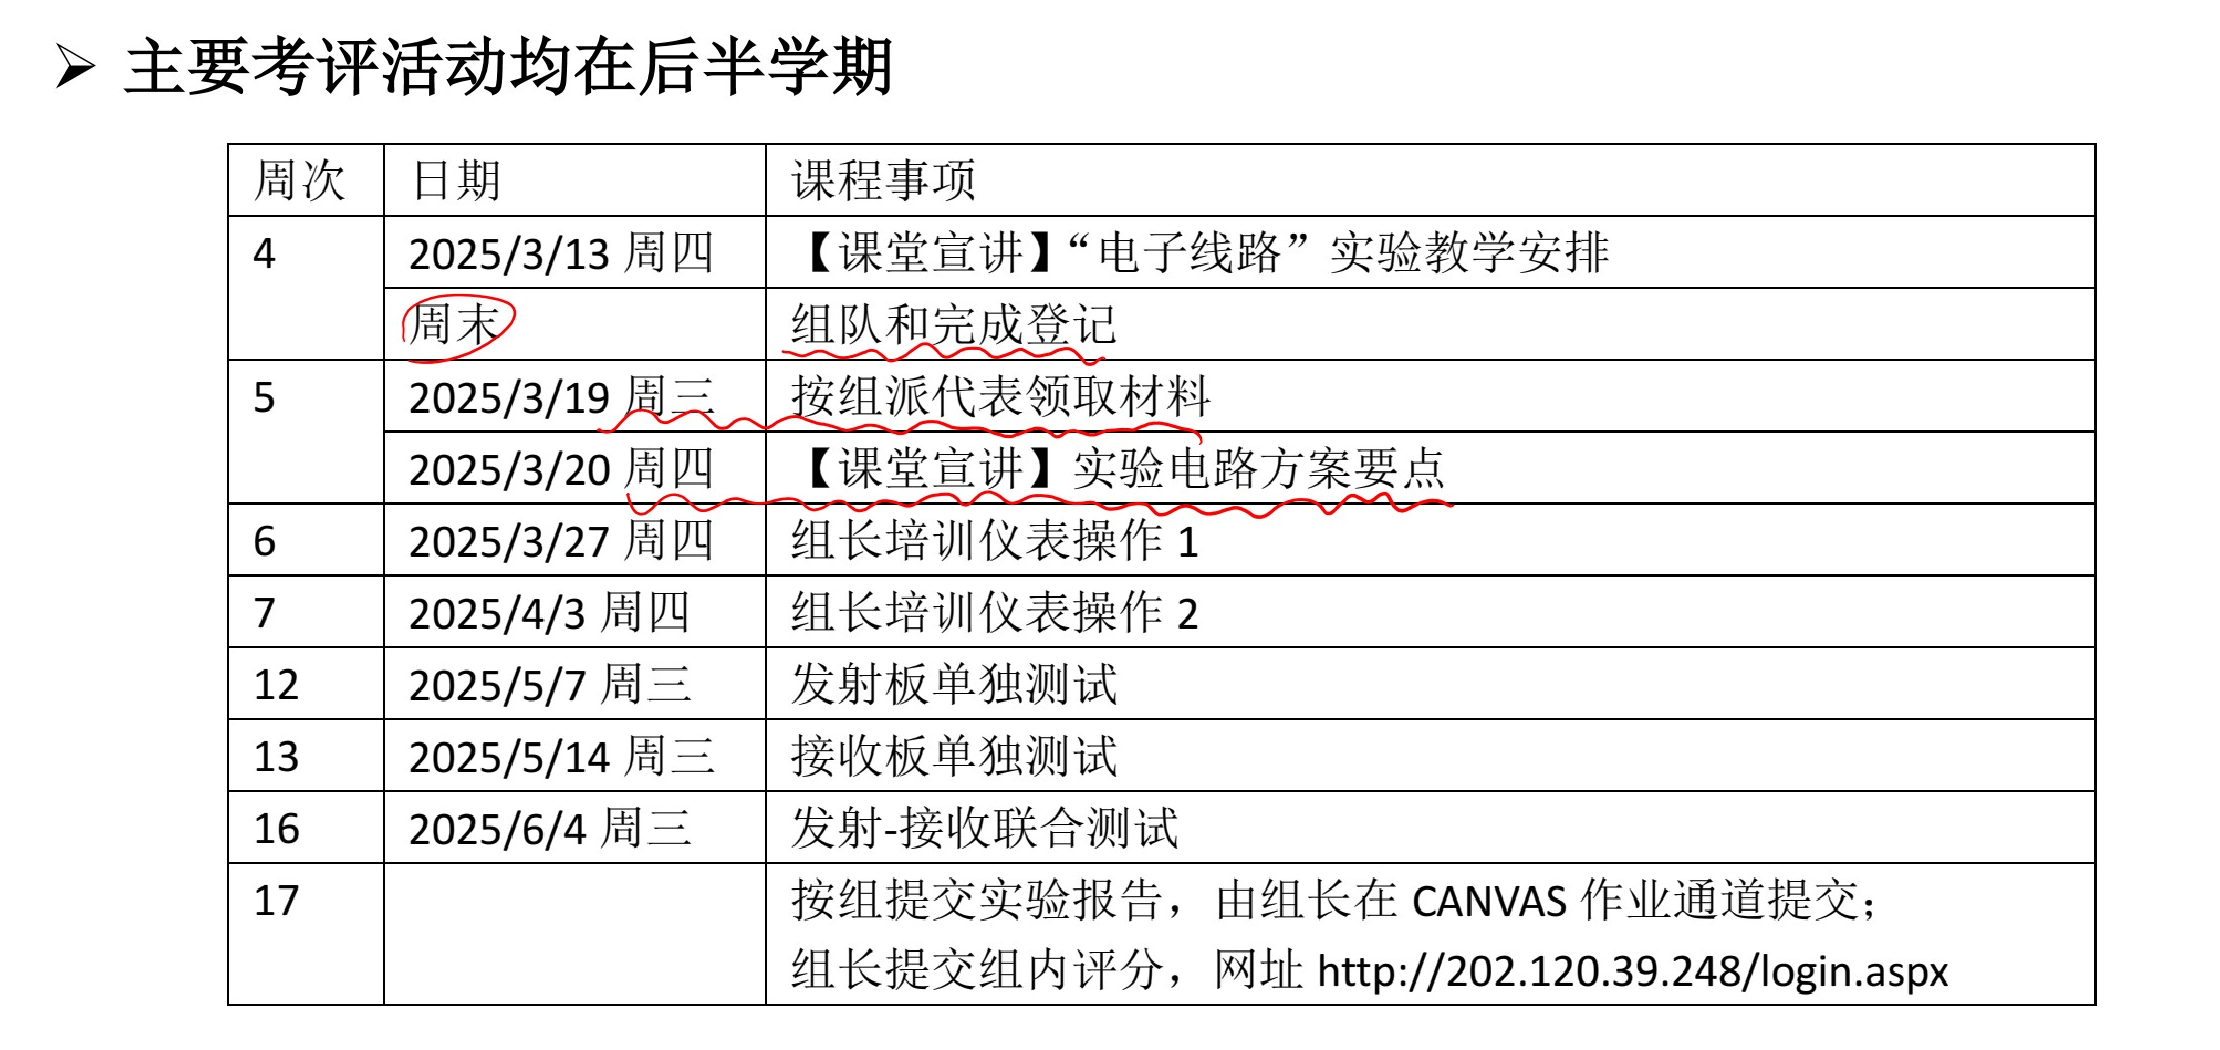 ➢ 主要考评活动均在后半学期
周次 日期 课程事项
4 2025/3/13 周四 【课堂宣讲】“电子线路”实验教学安排
周末 组队和完成登记
5 2025/3/19 周三 按组派代表领取材料
2025/3/20 周四 【课堂宣讲】实验电路方案要点
6 2025/3/27 周四 组长培训仪表操作 1
7 2025/4/3 周四 组长培训仪表操作 2
12 2025/5/7 周三 发射板单独测试
13 2025/5/14 周三 接收板单独测试
16 2025/6/4 周三 发射-接收联合测试
17 按组提交实验报告，由组长在 CANVAS 作业通道提交；
组长提交组内评分，网址 http://202.120.39.248/login.aspx